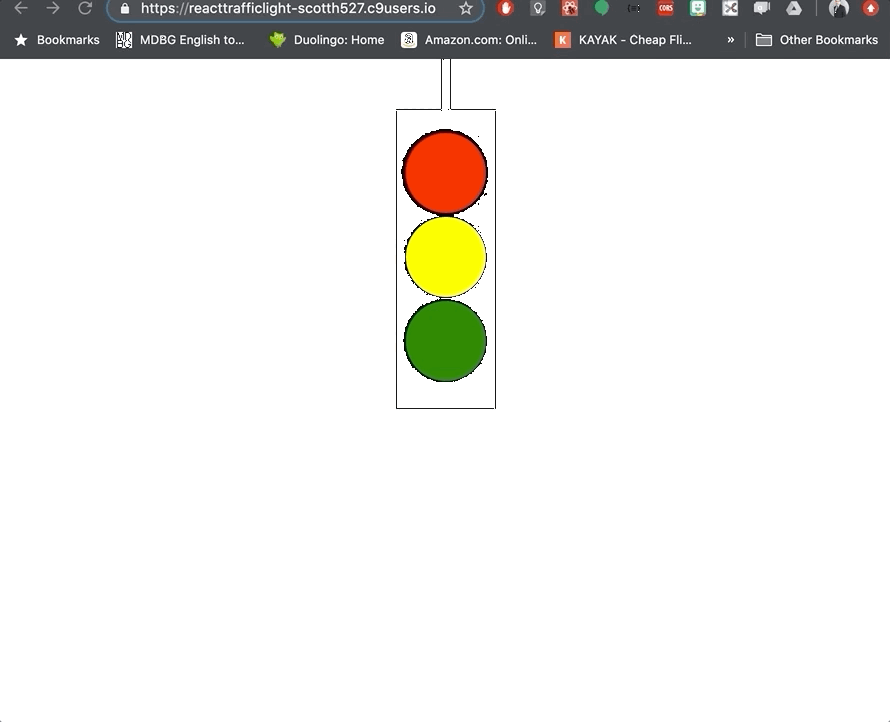 https://reacttrafficlight-scotth527.c9users.io
CORS
Bookmarks MDBG English to... Duolingo: Home Amazon.com: Onli... K KAYAK - Cheap Fli... » Other Bookmarks